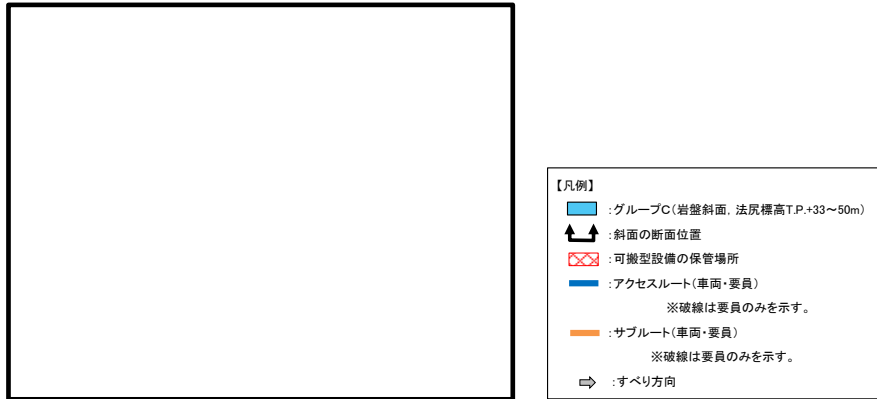 【凡例】
:グループC(岩盤斜面, 法尻標高T.P.+33~50m)
:斜面の断面位置
:可搬型設備の保管場所
:アクセスルート(車両・要員)
※破線は要員のみを示す。
:サブルート(車両・要員)
※破線は要員のみを示す。
:すべり方向